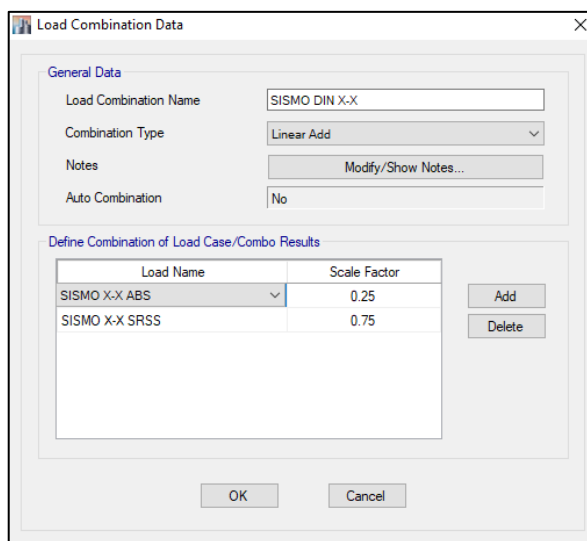 Load Combination Data
General Data
Load Combination Name SISMO DIN X-X
Combination Type Linear Add
Notes Modify/Show Notes...
Auto Combination No
Define Combination of Load Case/Combo Results
Load Name Scale Factor
SISMO X-X ABS 0.25 Add
SISMO X-X SRSS 0.75 Delete
OK Cancel